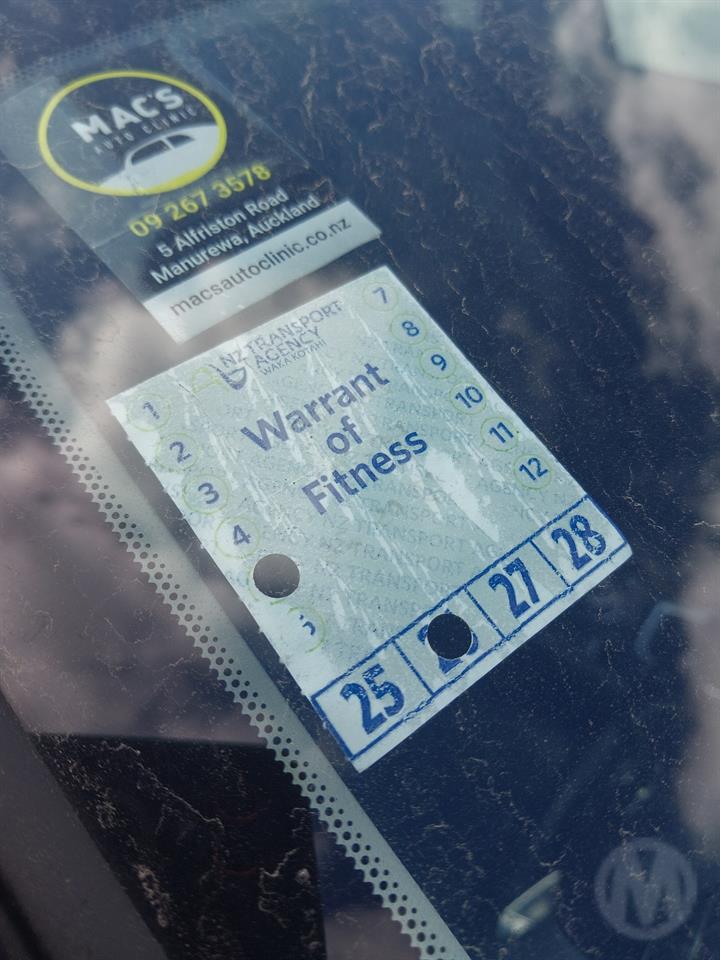 MAC'S
AUTO CLINIC
09 267 3578
5 Alfriston Road
Manurewa, Auckland
macsautoclinic.co.nz
NZ TRANSPORT
AGENCY
WAKA KOTAHI
Warrant
of
Fitness
1
2
3
4
7
8
9
10
11
12
25
27
28
M